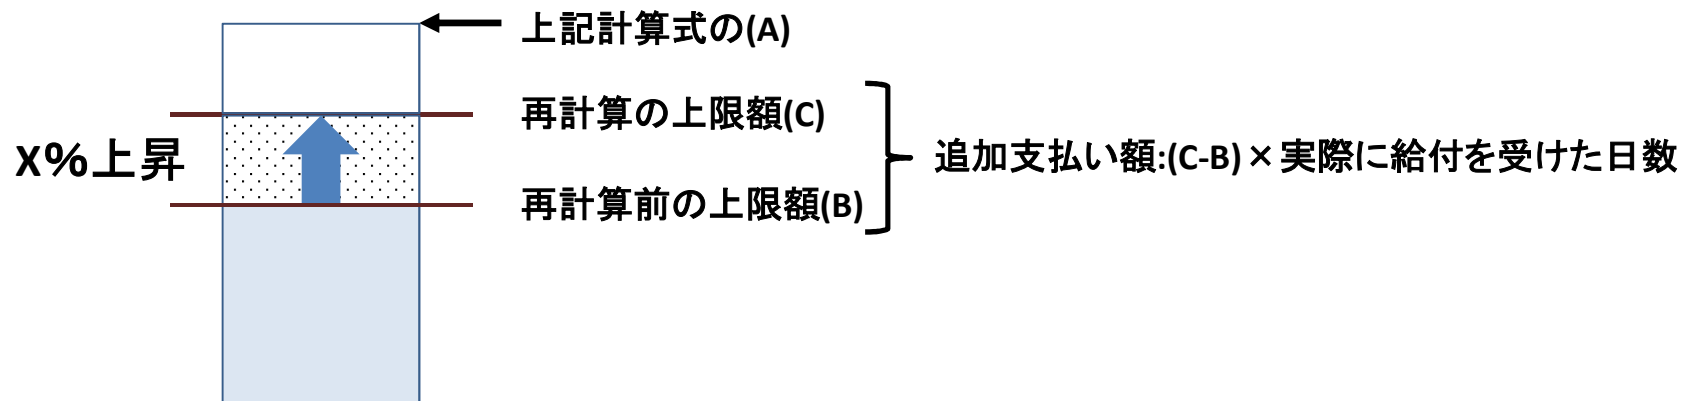 上記計算式の(A)
再計算の上限額(C)
X%上昇
追加支払い額:(C-B)×実際に給付を受けた日数
再計算前の上限額(B)